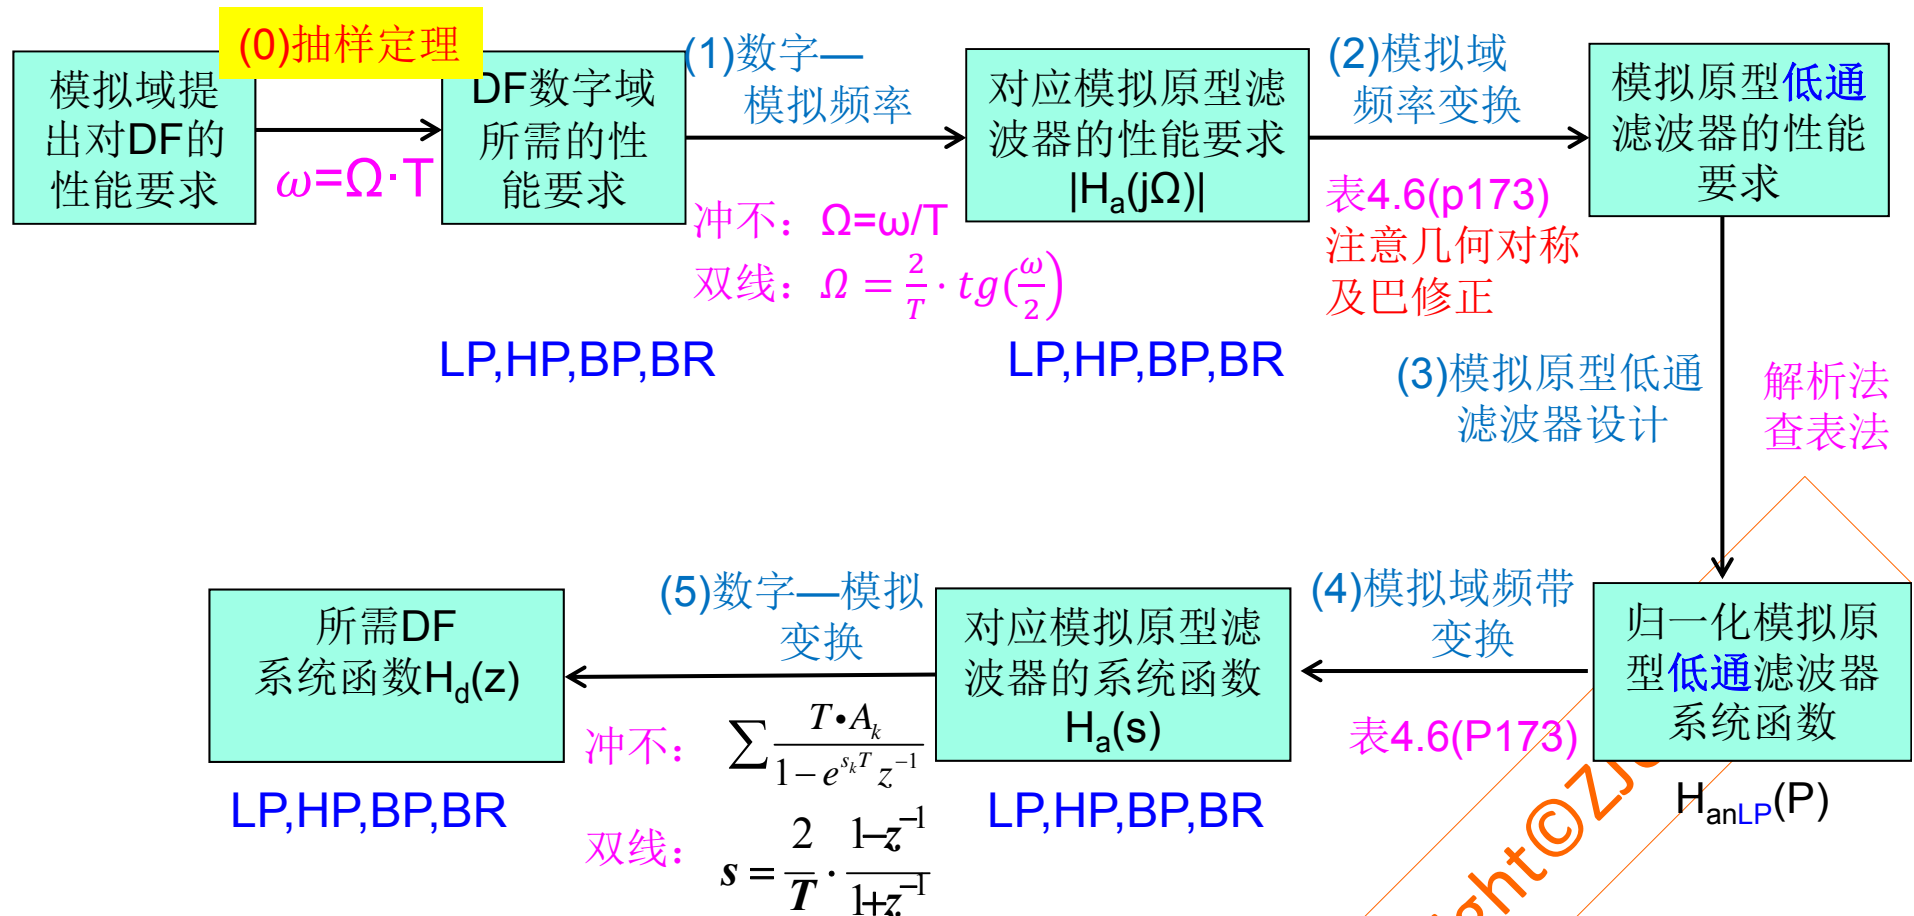 (0)抽样定理
模拟域提
出对DF的
性能要求
ω=Ω·T
DF数字域
所需的性
能要求
(1)数字—
模拟频率
冲不：Ω=ω/T
双线：Ω = 2/T · tg(ω/2)
LP,HP,BP,BR
对应模拟原型滤
波器的性能要求
|Ha(jΩ)|
LP,HP,BP,BR
(2)模拟域
频率变换
表4.6(p173)
注意几何对称
及巴修正
模拟原型低通
滤波器的性能
要求
(3)模拟原型低通
滤波器设计
解析法
查表法
归一化模拟原
型低通滤波器
系统函数
HanLP(P)
(4)模拟域频带
变换
表4.6(P173)
对应模拟原型滤
波器的系统函数
Ha(s)
LP,HP,BP,BR
(5)数字—模拟
变换
冲不： ∑ T•A_k / (1−e^{s_kT} z^{−1})
双线： s = 2/T · (1−z^{−1})/(1+z^{−1})
所需DF
系统函数Hd(z)
LP,HP,BP,BR